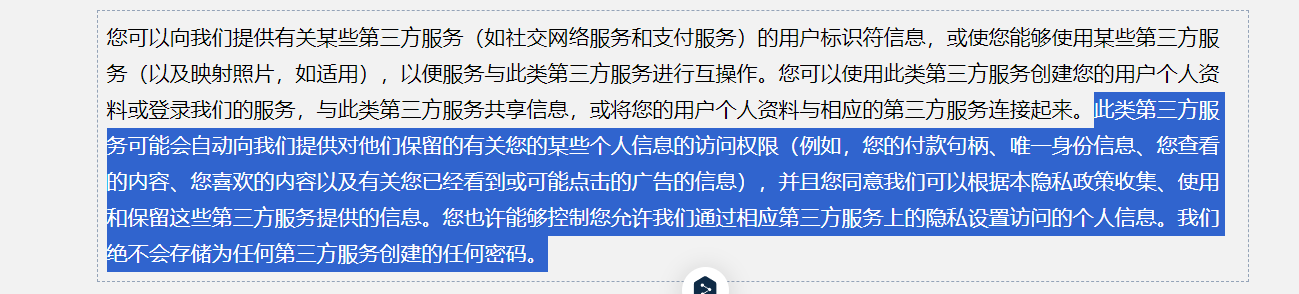 您可以向我们提供有关某些第三方服务（如社交网络服务和支付服务）的用户标识符信息，或使您能够使用某些第三方服
务（以及映射照片，如适用），以便服务与此类第三方服务进行互操作。您可以使用此类第三方服务创建您的用户个人资
料或登录我们的服务，与此类第三方服务共享信息，或将您的用户个人资料与相应的第三方服务连接起来。此类第三方服
务可能会自动向我们提供对他们保留的有关您的某些个人信息的访问权限（例如，您的付款句柄、唯一身份信息、您查看
的内容、您喜欢的内容以及有关您已经看到或可能点击的广告的信息），并且您同意我们可以根据本隐私政策收集、使用
和保留这些第三方服务提供的信息。您也许能够控制您允许我们通过相应第三方服务上的隐私设置访问的个人信息。我们
绝不会存储为任何第三方服务创建的任何密码。